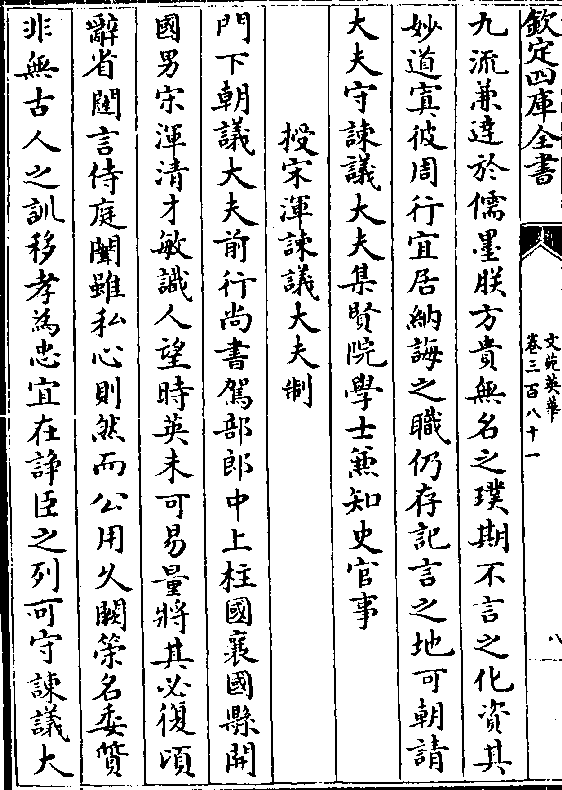 欽定四庫全書
文苑英華
卷三百八十一
八
九流兼達於儒墨朕方貴無名之璞期不言之化資其
妙道寘彼周行宜居納誨之職仍存記言之地可朝請
大夫守諫議大夫集賢院學士兼知史官事
授宋渾諫議大夫制
門下朝議大夫前行尚書駕部郎中上柱國襄國縣開
國男宋渾清才敏識人望時英未可易量將其必復頃
辭省闥言侍庭闈雖私心則然而公用久闕策名委質
非無古人之訓移孝為忠宜在諍臣之列可守諫議大